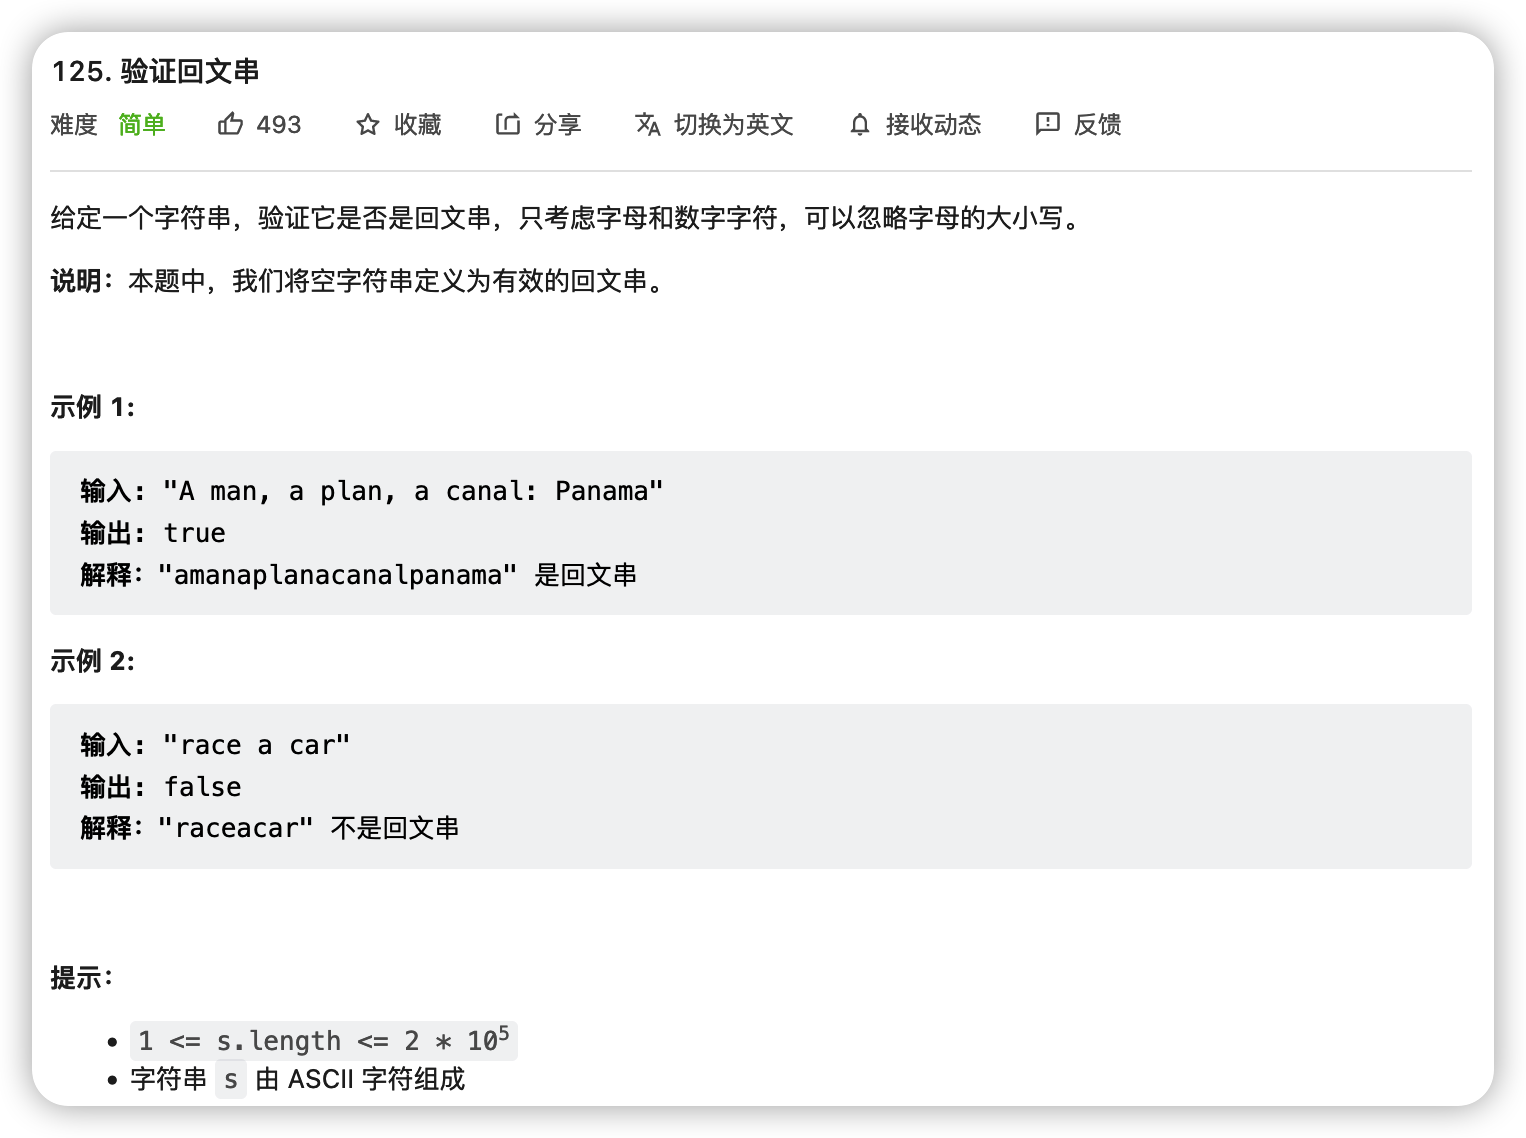 125. 验证回文串
难度 简单 493 收藏 分享 切换为英文 接收动态 反馈
给定一个字符串，验证它是否是回文串，只考虑字母和数字字符，可以忽略字母的大小写。
说明：本题中，我们将空字符串定义为有效的回文串。
示例 1:
输入: "A man, a plan, a canal: Panama"
输出: true
解释："amanaplanacanalpanama" 是回文串
示例 2:
输入: "race a car"
输出: false
解释："raceacar" 不是回文串
提示：
• 1 <= s.length <= 2 * 10⁵
• 字符串 s 由 ASCII 字符组成